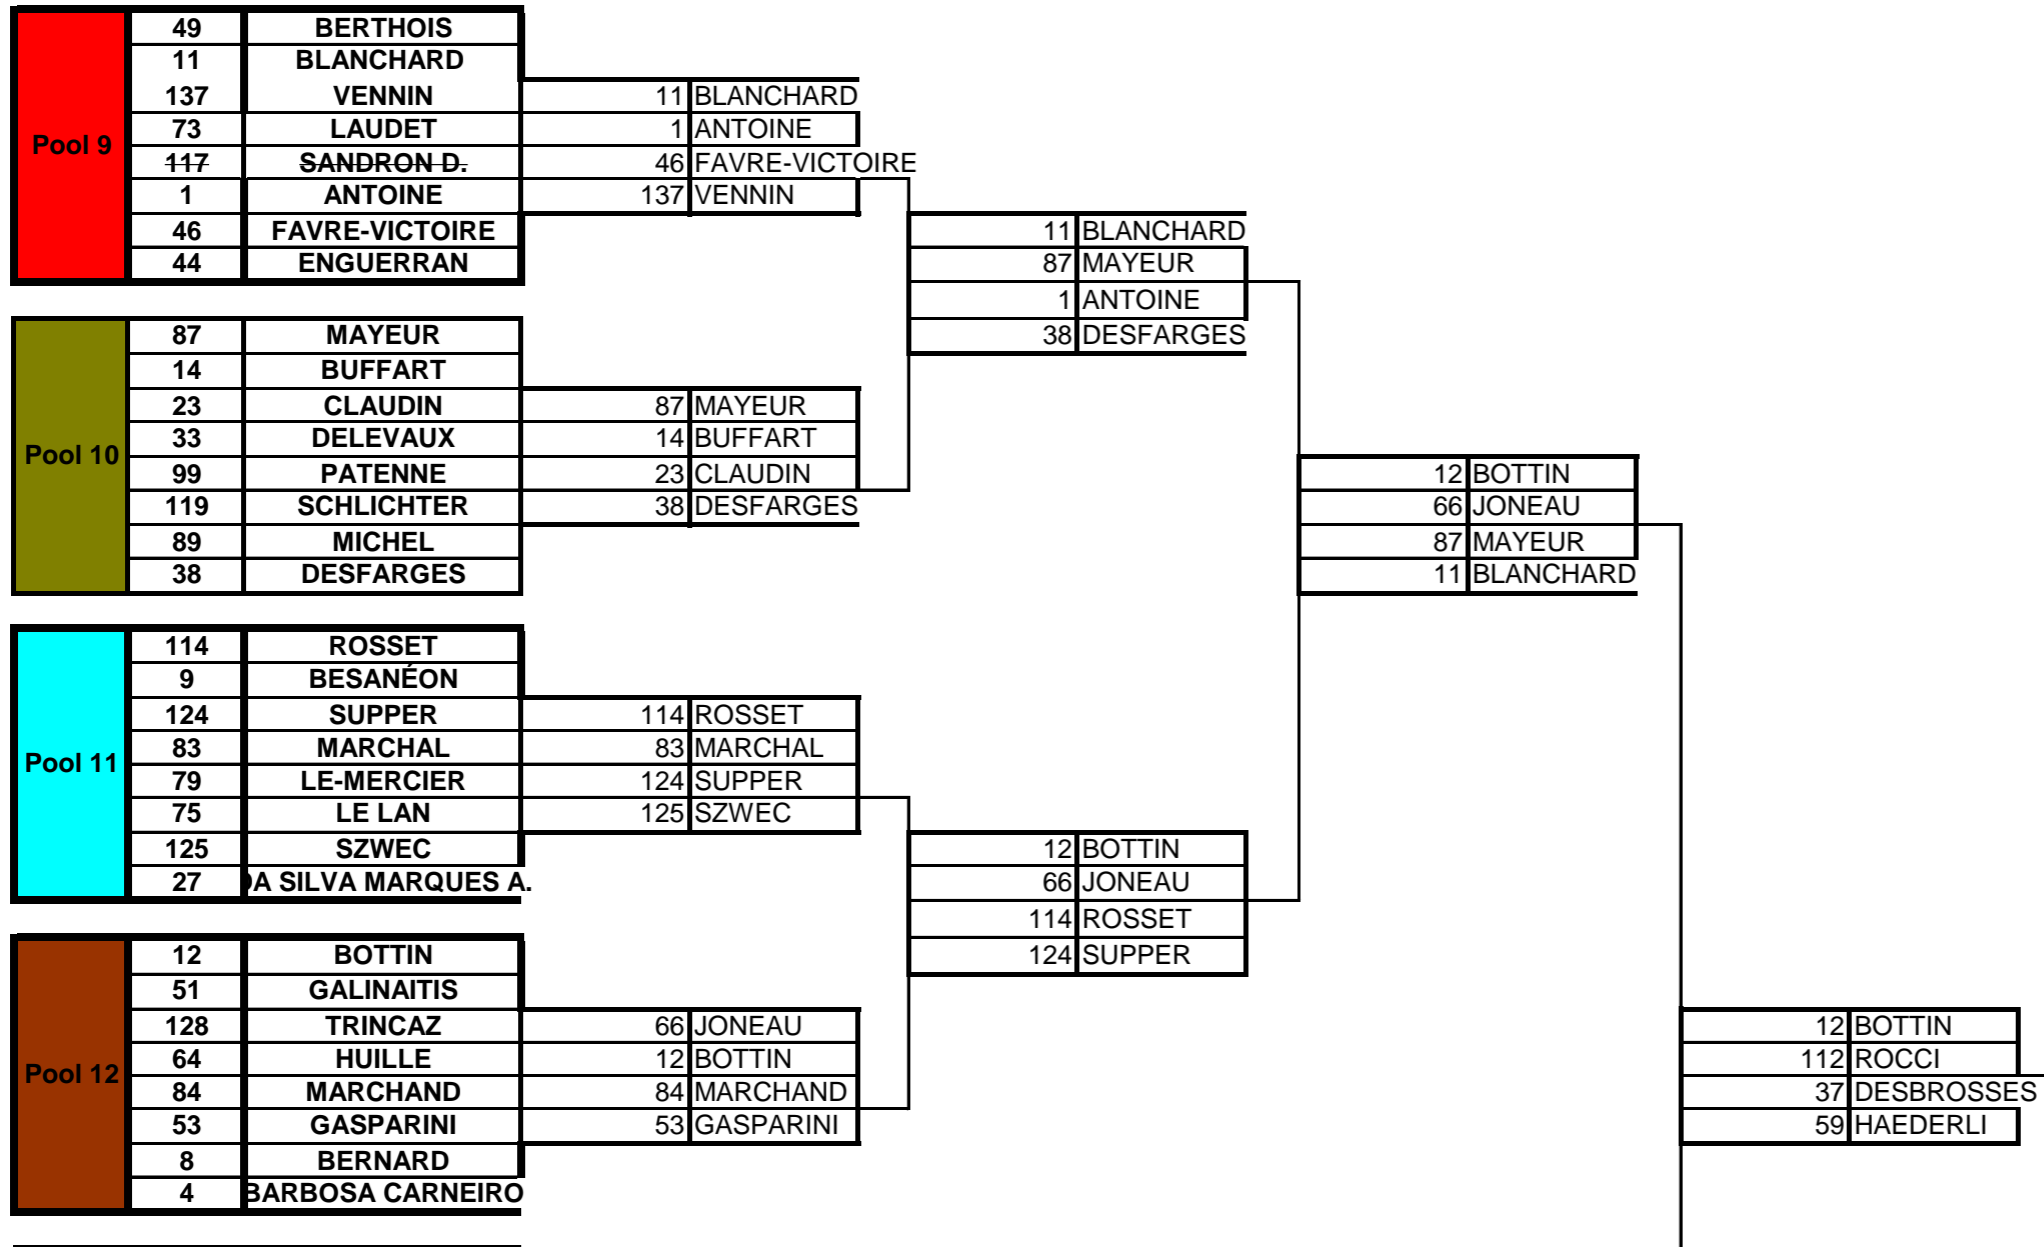 Pool 9
49 BERTHOIS
11 BLANCHARD
137 VENNIN
73 LAUDET
117 SANDRON D.
1 ANTOINE
46 FAVRE-VICTOIRE
44 ENGUERRAN
11 BLANCHARD
1 ANTOINE
46 FAVRE-VICTOIRE
137 VENNIN
Pool 10
87 MAYEUR
14 BUFFART
23 CLAUDIN
33 DELEVAUX
99 PATENNE
119 SCHLICHTER
89 MICHEL
38 DESFARGES
87 MAYEUR
14 BUFFART
23 CLAUDIN
38 DESFARGES
11 BLANCHARD
87 MAYEUR
1 ANTOINE
38 DESFARGES
Pool 11
114 ROSSET
9 BESANÉON
124 SUPPER
83 MARCHAL
79 LE-MERCIER
75 LE LAN
125 SZWEC
27 DA SILVA MARQUES A.
114 ROSSET
83 MARCHAL
124 SUPPER
125 SZWEC
Pool 12
12 BOTTIN
51 GALINAITIS
128 TRINCAZ
64 HUILLE
84 MARCHAND
53 GASPARINI
8 BERNARD
4 BARBOSA CARNEIRO
66 JONEAU
12 BOTTIN
84 MARCHAND
53 GASPARINI
12 BOTTIN
66 JONEAU
114 ROSSET
124 SUPPER
12 BOTTIN
66 JONEAU
87 MAYEUR
11 BLANCHARD
12 BOTTIN
112 ROCCI
37 DESBROSSES
59 HAEDERLI